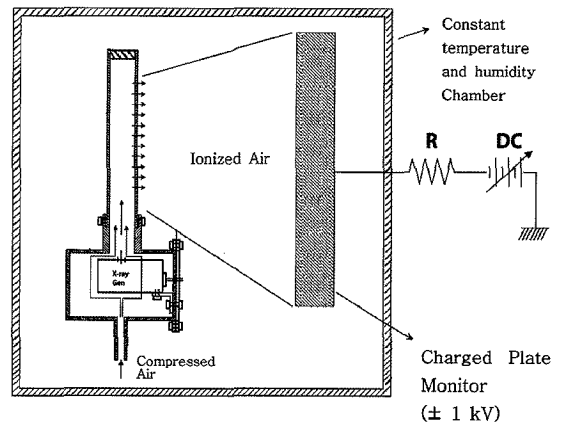 Constant
temperature
and humidity
Chamber
R
DC
Ionized Air
X-ray
Gen
Compressed
Air
Charged Plate
Monitor
(± 1 kV)